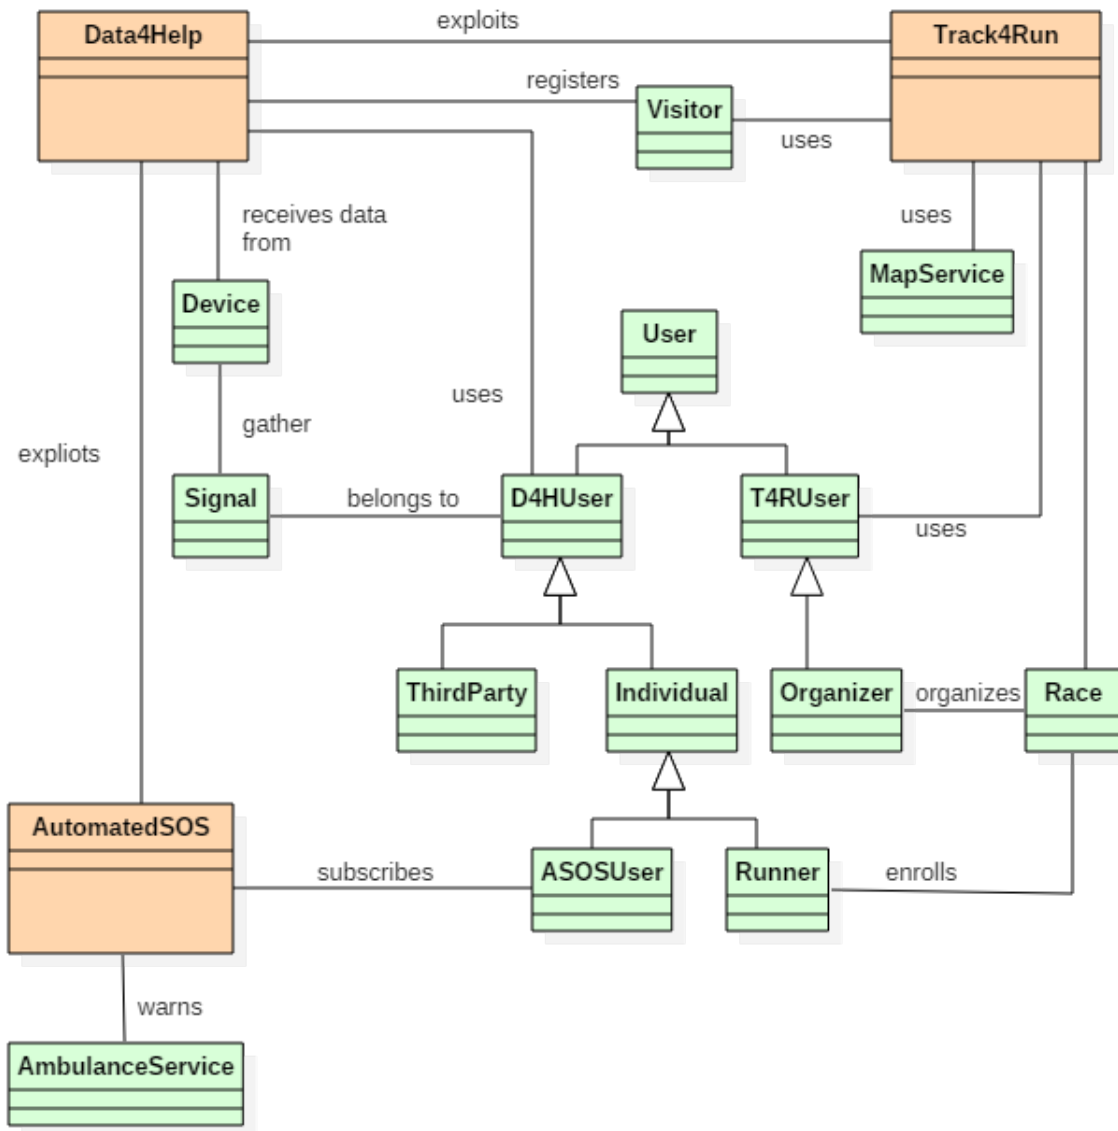 Data4Help
exploits
Track4Run
registers
Visitor
uses
receives data
from
uses
MapService
Device
User
uses
gather
expliots
Signal
belongs to
D4HUser
T4RUser
uses
ThirdParty
Individual
Organizer
organizes
Race
AutomatedSOS
subscribes
ASOSUser
Runner
enrolls
warns
AmbulanceService